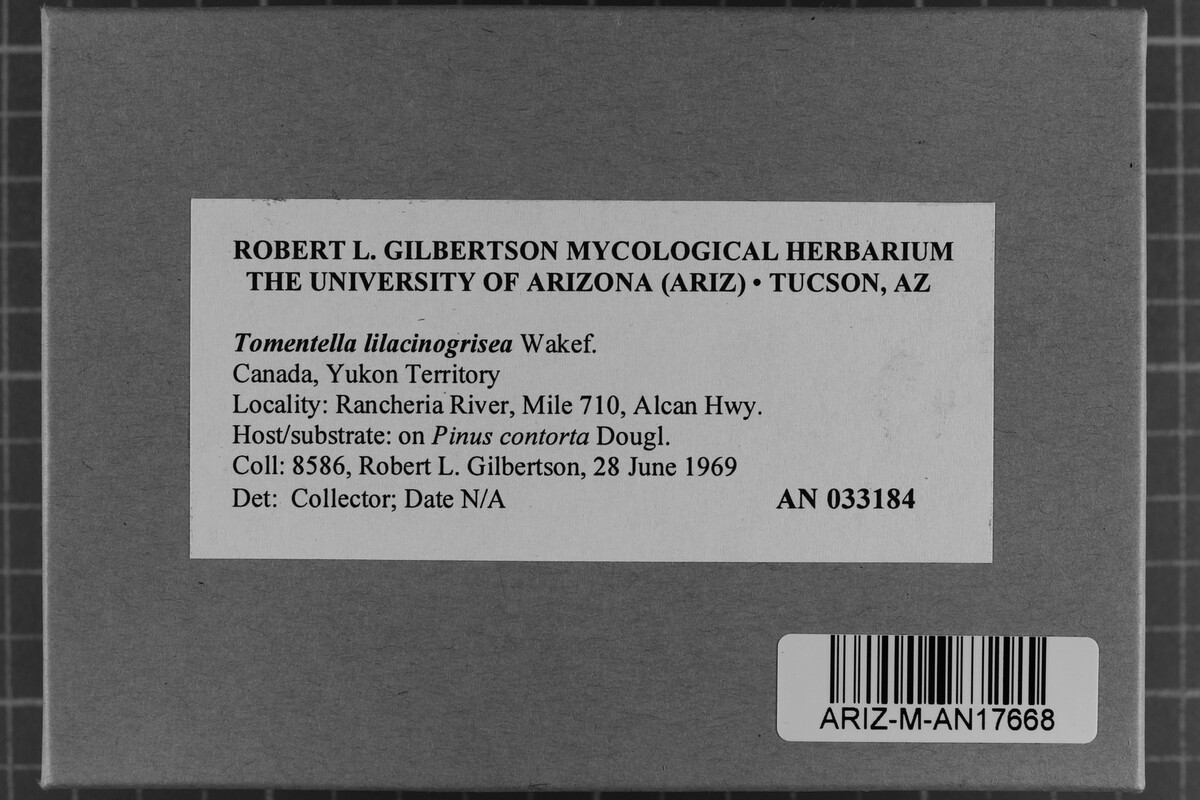 ROBERT L. GILBERTSON MYCOLOGICAL HERBARIUM
THE UNIVERSITY OF ARIZONA (ARIZ) • TUCSON, AZ
Tomentella lilacinogrisea Wakef.
Canada, Yukon Territory
Locality: Rancheria River, Mile 710, Alcan Hwy.
Host/substrate: on Pinus contorta Dougl.
Coll: 8586, Robert L. Gilbertson, 28 June 1969
Det: Collector; Date N/A AN 033184
ARIZ-M-AN17668